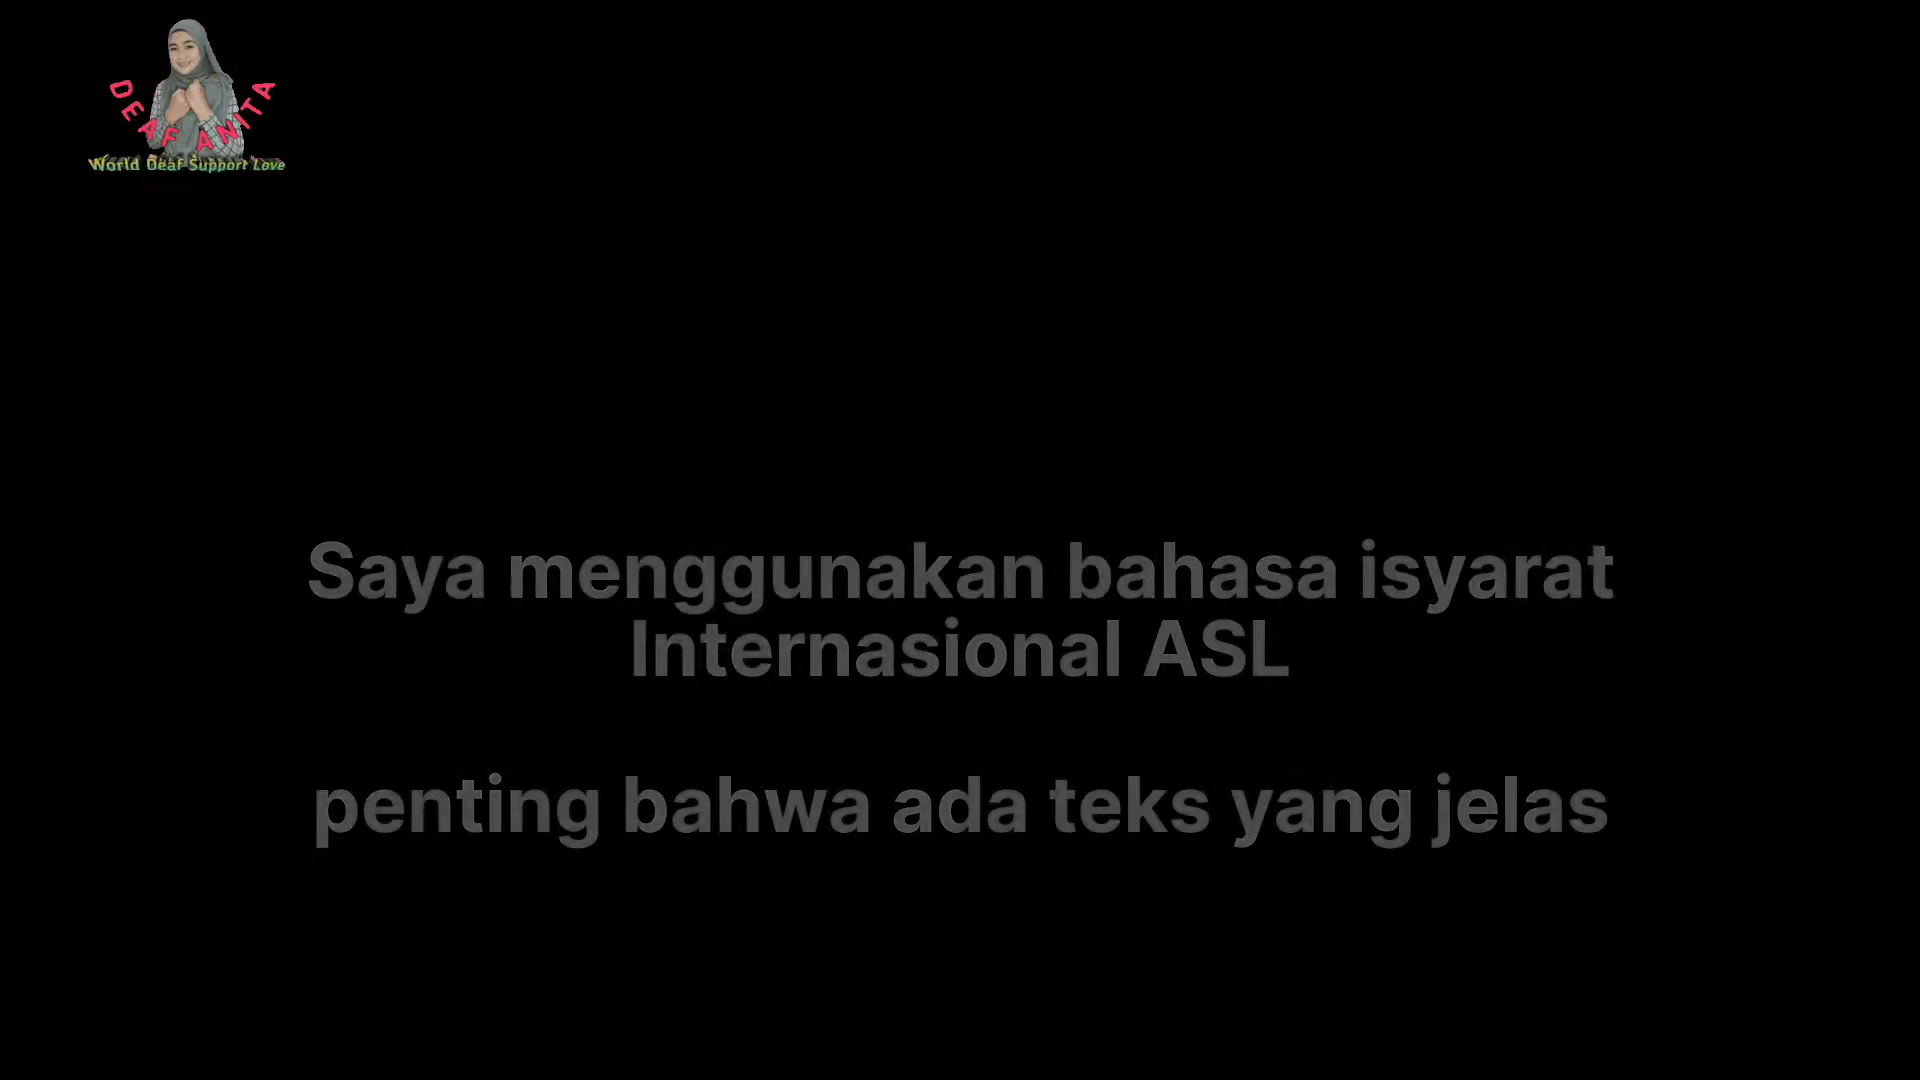 DEAF ANITA
World Deaf Support Love
Saya menggunakan bahasa isyarat
Internasional ASL
penting bahwa ada teks yang jelas